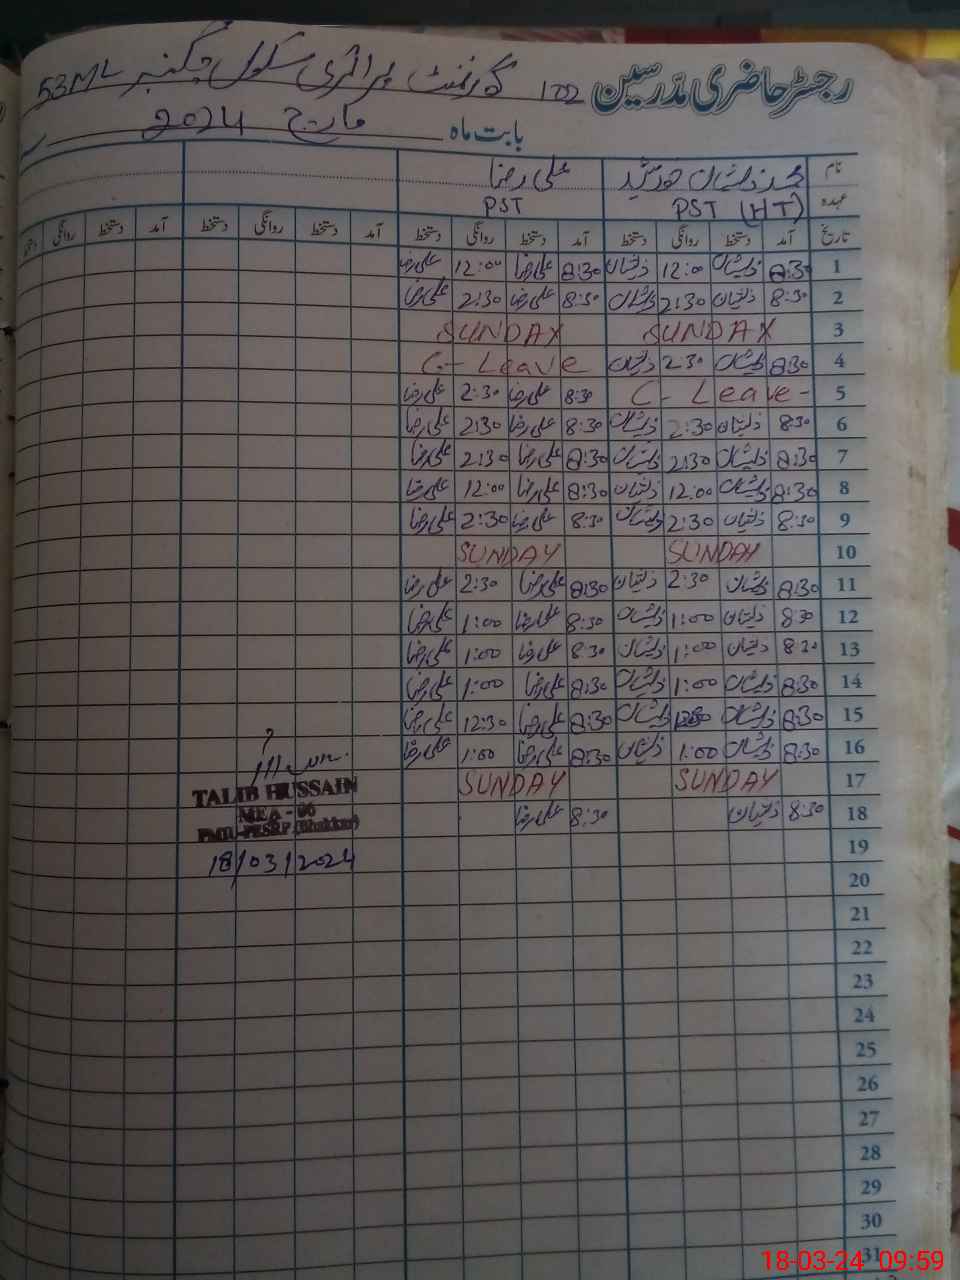 رجسٹر حاضری مدرسین گورنمنٹ پرائمری سکول چک نمبر 53ML
بابت ماہ مارچ 2024
نام محمد ذیشان خورشید علی رضا
عہدہ PST (HT) PST
تاریخ آمد دستخط روانگی دستخط آمد دستخط روانگی دستخط آمد دستخط روانگی دستخط آمد دستخط روانگی دستخط
1 8:30 ذیشان 12:00 ذیشان 8:30 علی رضا 12:00 علی رضا
2 8:30 ذیشان 2:30 ذیشان 8:30 علی رضا 2:30 علی رضا
3 SUNDAY SUNDAY
4 8:30 ذیشان 2:30 ذیشان C-Leave
5 C-Leave- 8:30 علی رضا 2:30 علی رضا
6 8:30 ذیشان 2:30 ذیشان 8:30 علی رضا 2:30 علی رضا
7 8:30 ذیشان 2:30 ذیشان 8:30 علی رضا 2:30 علی رضا
8 8:30 ذیشان 12:00 ذیشان 8:30 علی رضا 12:00 علی رضا
9 8:30 ذیشان 2:30 ذیشان 8:30 علی رضا 2:30 علی رضا
10 SUNDAY SUNDAY
11 8:30 ذیشان 2:30 ذیشان 8:30 علی رضا 2:30 علی رضا
12 8:30 ذیشان 1:00 ذیشان 8:30 علی رضا 1:00 علی رضا
13 8:30 ذیشان 1:00 ذیشان 8:30 علی رضا 1:00 علی رضا
14 8:30 ذیشان 1:00 ذیشان 8:30 علی رضا 1:00 علی رضا
15 8:30 ذیشان ذیشان 8:30 علی رضا 12:30 علی رضا
16 8:30 ذیشان 1:00 ذیشان 8:30 علی رضا 1:00 علی رضا
17 SUNDAY SUNDAY
18 8:30 ذیشان 8:30 علی رضا
19
20
21
22
23
24
25
26
27
28
29
30
31
TALIB HUSSAIN
MEA - 06
PMIU-PESRP (Bhakkar)
18/03/2024
18-03-24 09:59